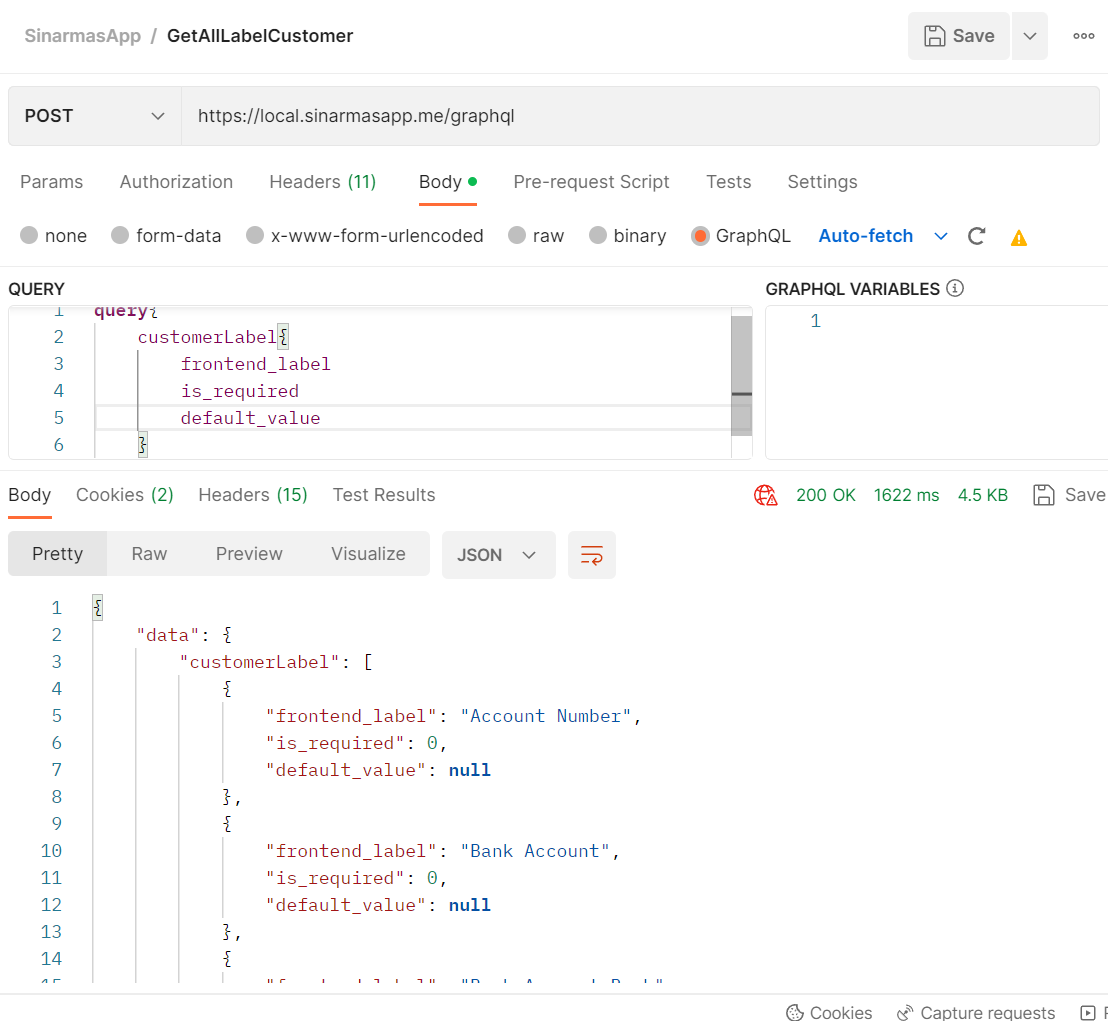 SinarmasApp / GetAllLabelCustomer
Save
POST
https://local.sinarmasapp.me/graphql
Params Authorization Headers (11) Body Pre-request Script Tests Settings
none form-data x-www-form-urlencoded raw binary GraphQL Auto-fetch
QUERY
GRAPHQL VARIABLES
1 query{
2 customerLabel{
3 frontend_label
4 is_required
5 default_value
6 }
1
Body Cookies (2) Headers (15) Test Results
200 OK 1622 ms 4.5 KB Save
Pretty Raw Preview Visualize JSON
1 {
2 "data": {
3 "customerLabel": [
4 {
5 "frontend_label": "Account Number",
6 "is_required": 0,
7 "default_value": null
8 },
9 {
10 "frontend_label": "Bank Account",
11 "is_required": 0,
12 "default_value": null
13 },
14 {
Cookies Capture requests